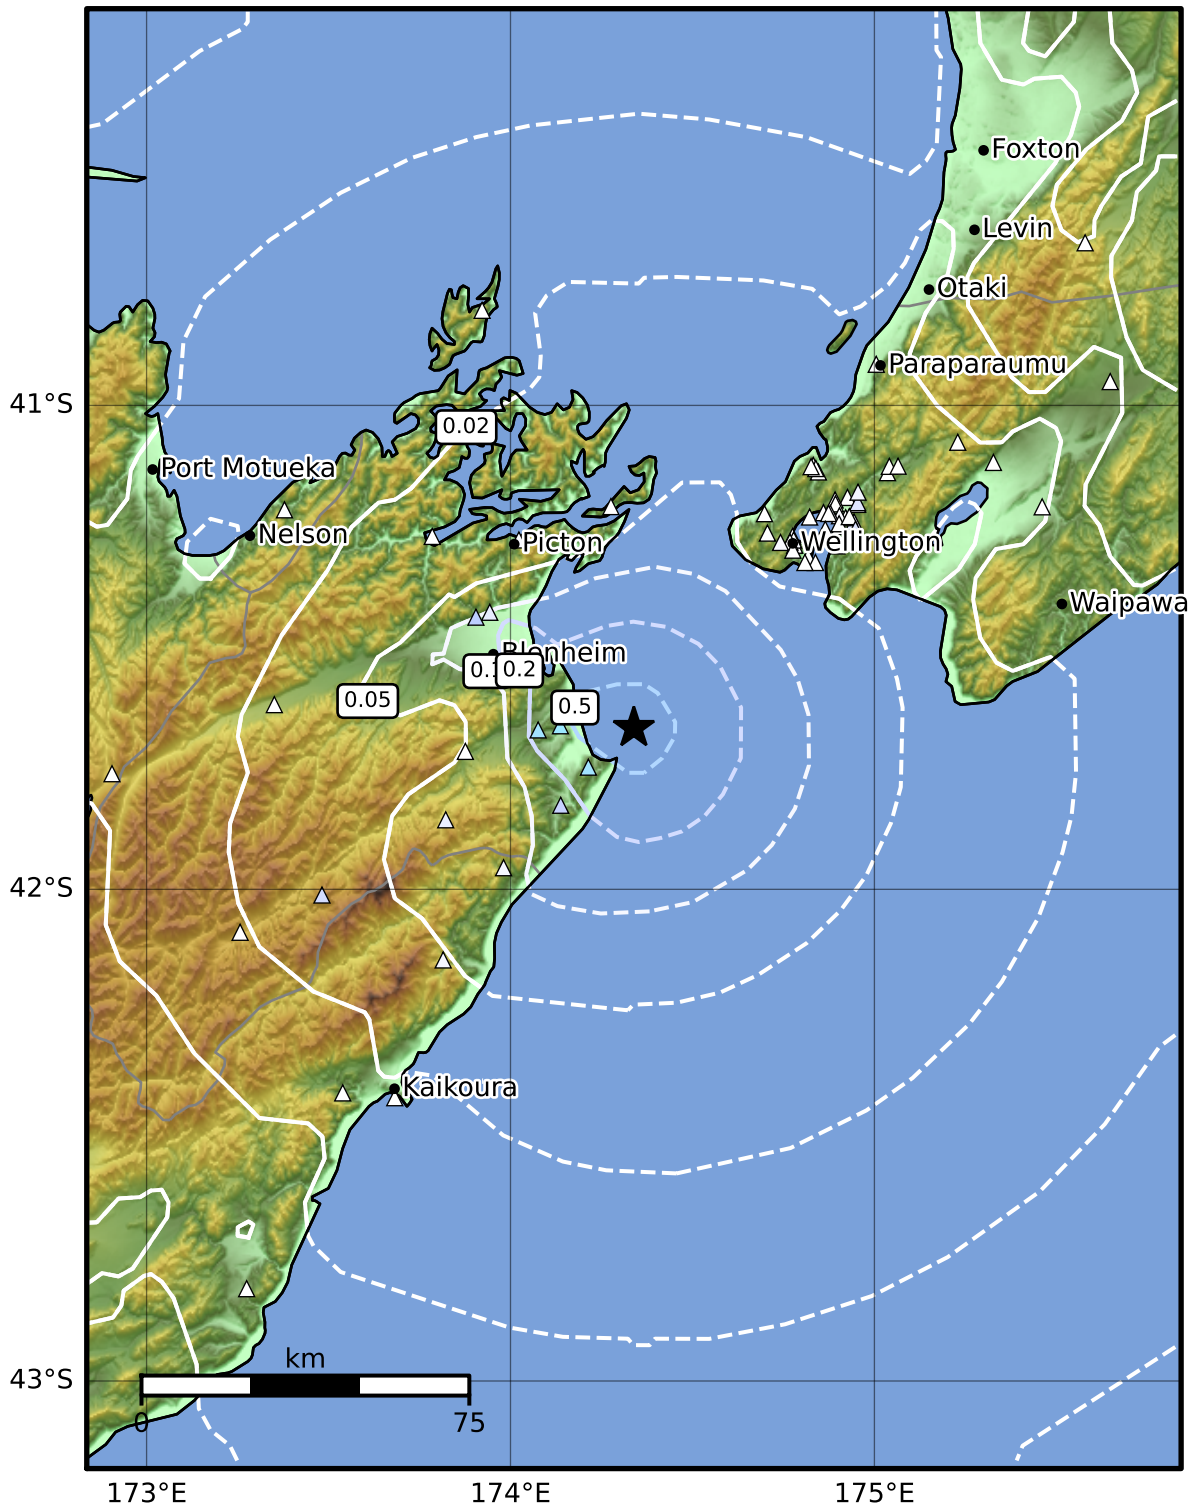 Foxton
Levin
Otaki
Paraparaumu
41°S
0.02
Port Motueka
Nelson
Picton
Wellington
Waipawa
Blenheim
0.2
0.05
0.5
42°S
Kaikoura
km
43°S
0
75
173°E
174°E
175°E